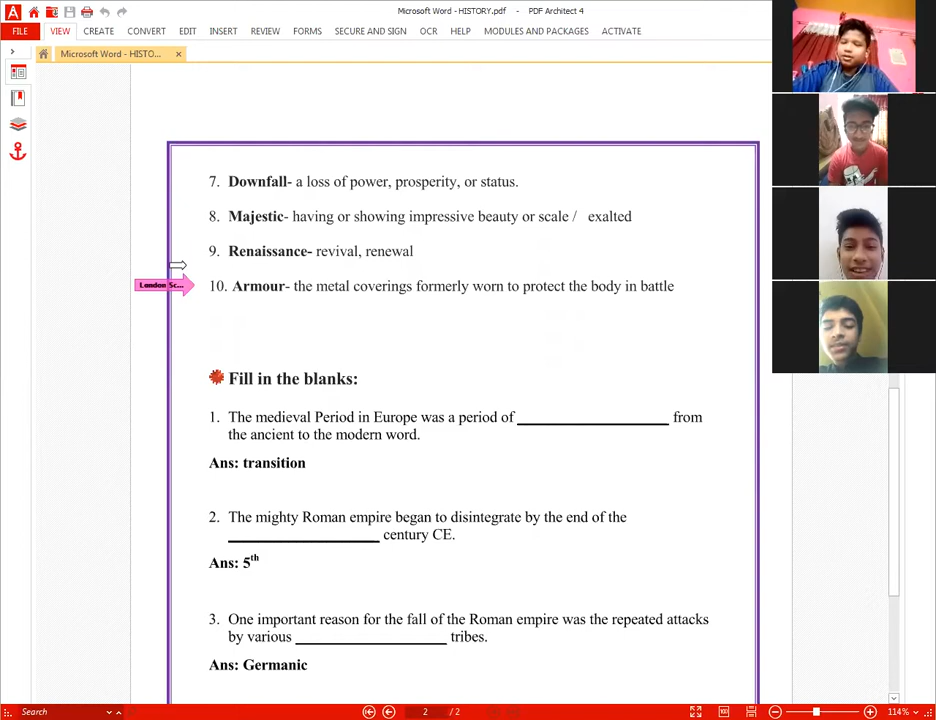 Microsoft Word - HISTORY.pdf - PDF Architect 4
FILE VIEW CREATE CONVERT EDIT INSERT REVIEW FORMS SECURE AND SIGN OCR HELP MODULES AND PACKAGES ACTIVATE
Microsoft Word - HISTO...
7. Downfall- a loss of power, prosperity, or status.
8. Majestic- having or showing impressive beauty or scale / exalted
9. Renaissance- revival, renewal
London Sc...
10. Armour- the metal coverings formerly worn to protect the body in battle
Fill in the blanks:
1. The medieval Period in Europe was a period of ____________________ from
the ancient to the modern word.
Ans: transition
2. The mighty Roman empire began to disintegrate by the end of the
____________________ century CE.
Ans: 5th
3. One important reason for the fall of the Roman empire was the repeated attacks
by various ____________________ tribes.
Ans: Germanic
Search 2 / 2 114%